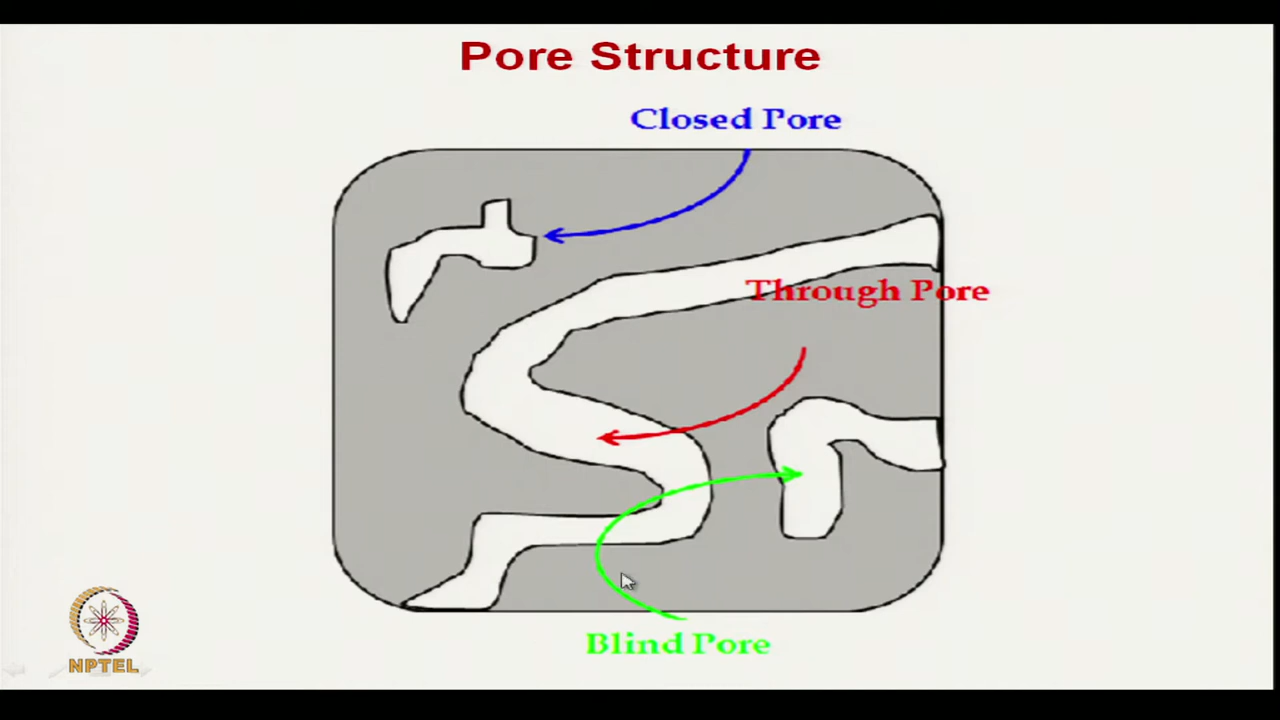 Pore Structure
Closed Pore
Through Pore
Blind Pore
NPTEL